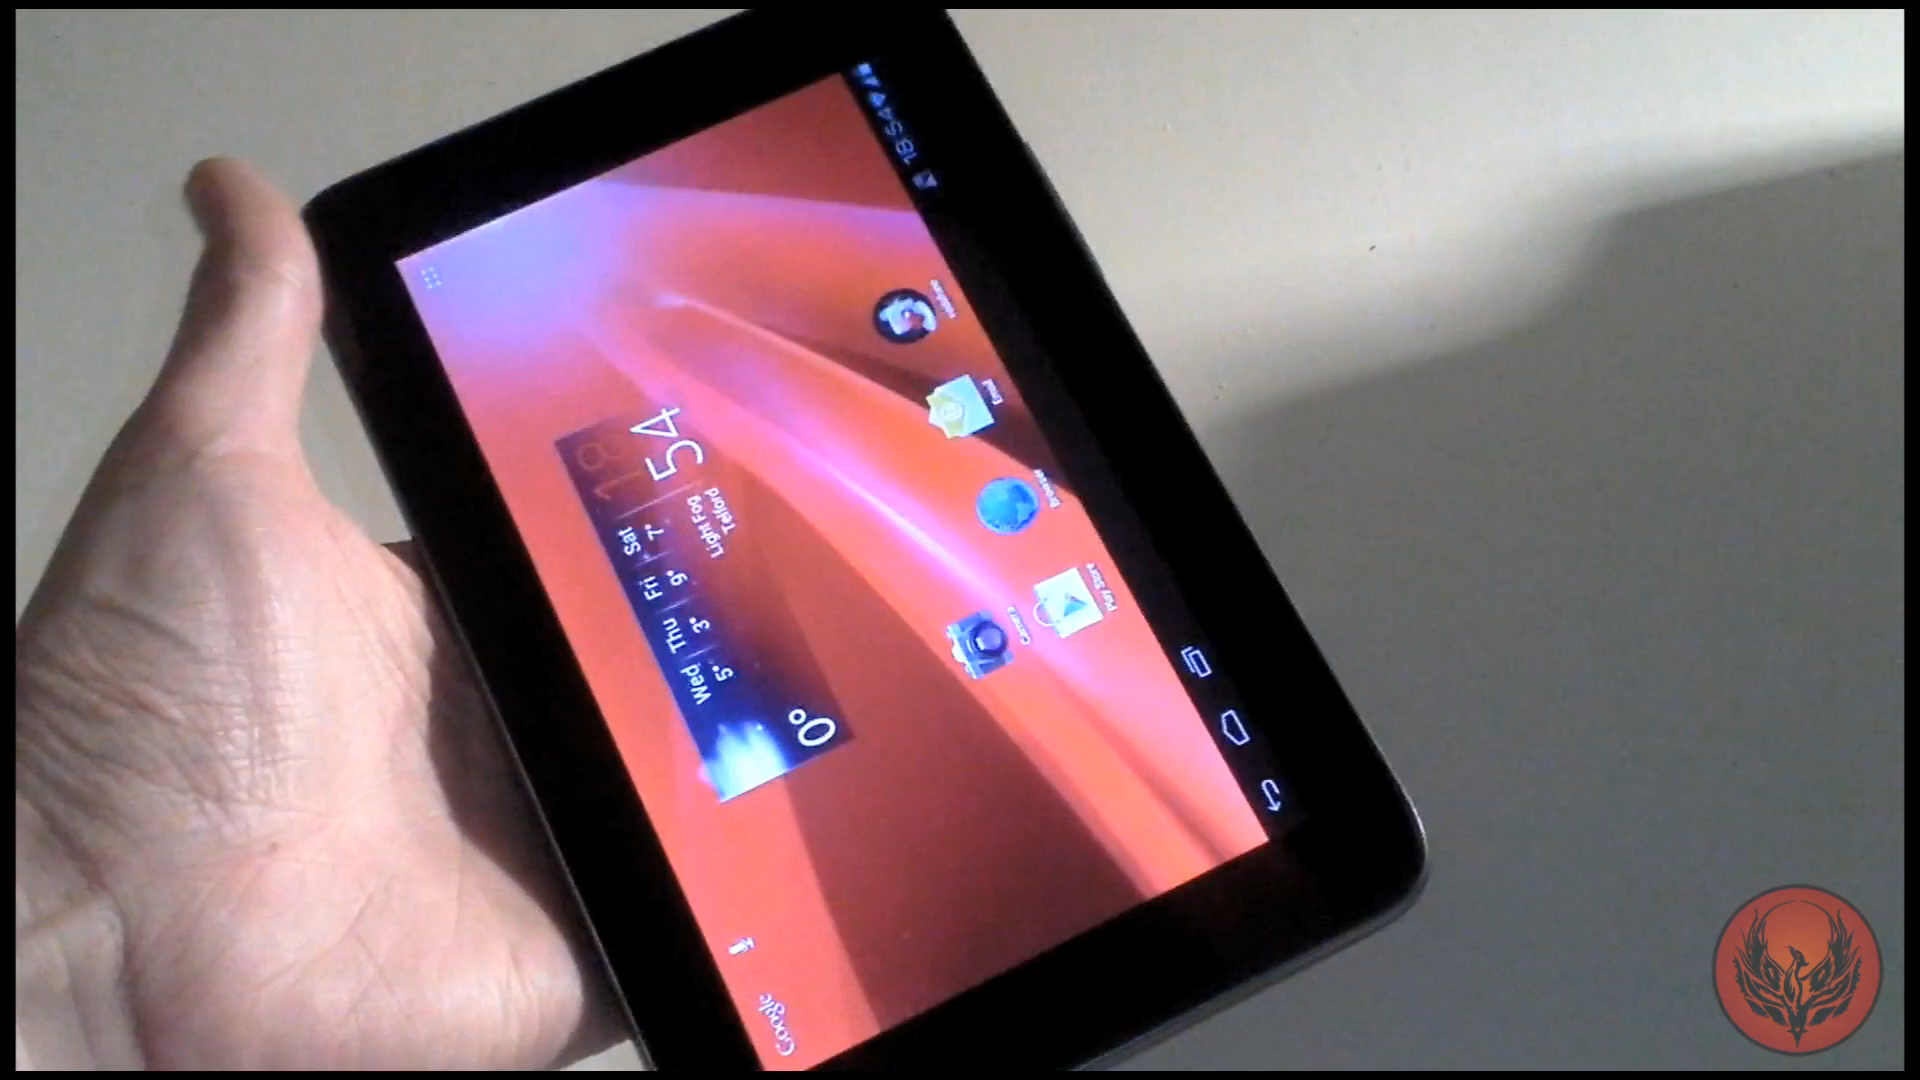 Google
18 54
Light Fog
Telford
Wed Thu Fri Sat
5° 3° 9° 7°
0°
Camera
Play Store
Browser
Email
vodafone
18:54